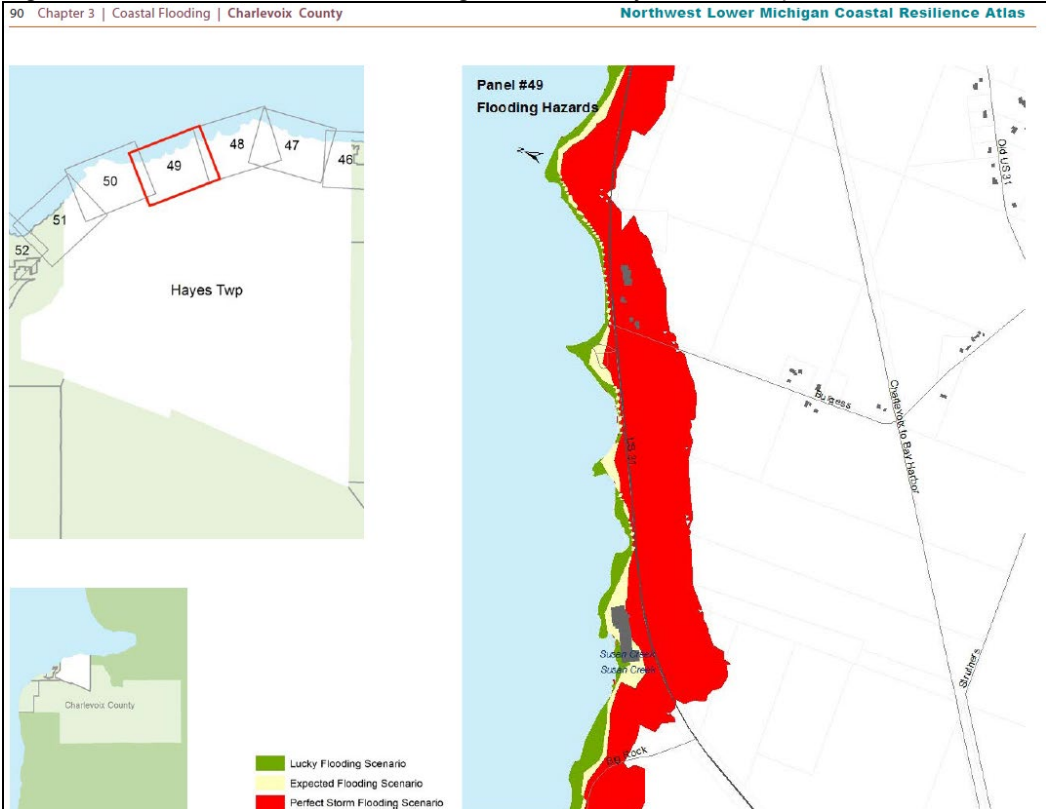 90 Chapter 3 | Coastal Flooding | Charlevoix County
Northwest Lower Michigan Coastal Resilience Atlas
46
47
48
49
50
51
52
Hayes Twp
Charlevoix County
Lucky Flooding Scenario
Expected Flooding Scenario
Perfect Storm Flooding Scenario
Panel #49
Flooding Hazards
N
Old US 31
Burgess
Charlevoix to Bay Harbor
US 31
Susan Creek
Susan Creek
Struthers
Big Rock